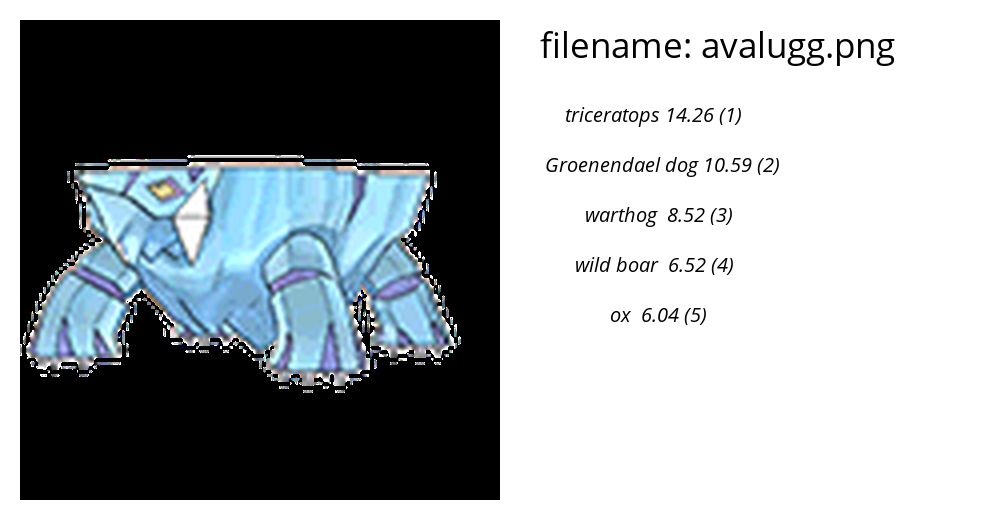 filename: avalugg.png
triceratops 14.26 (1)
Groenendael dog 10.59 (2)
warthog  8.52 (3)
wild boar  6.52 (4)
ox  6.04 (5)